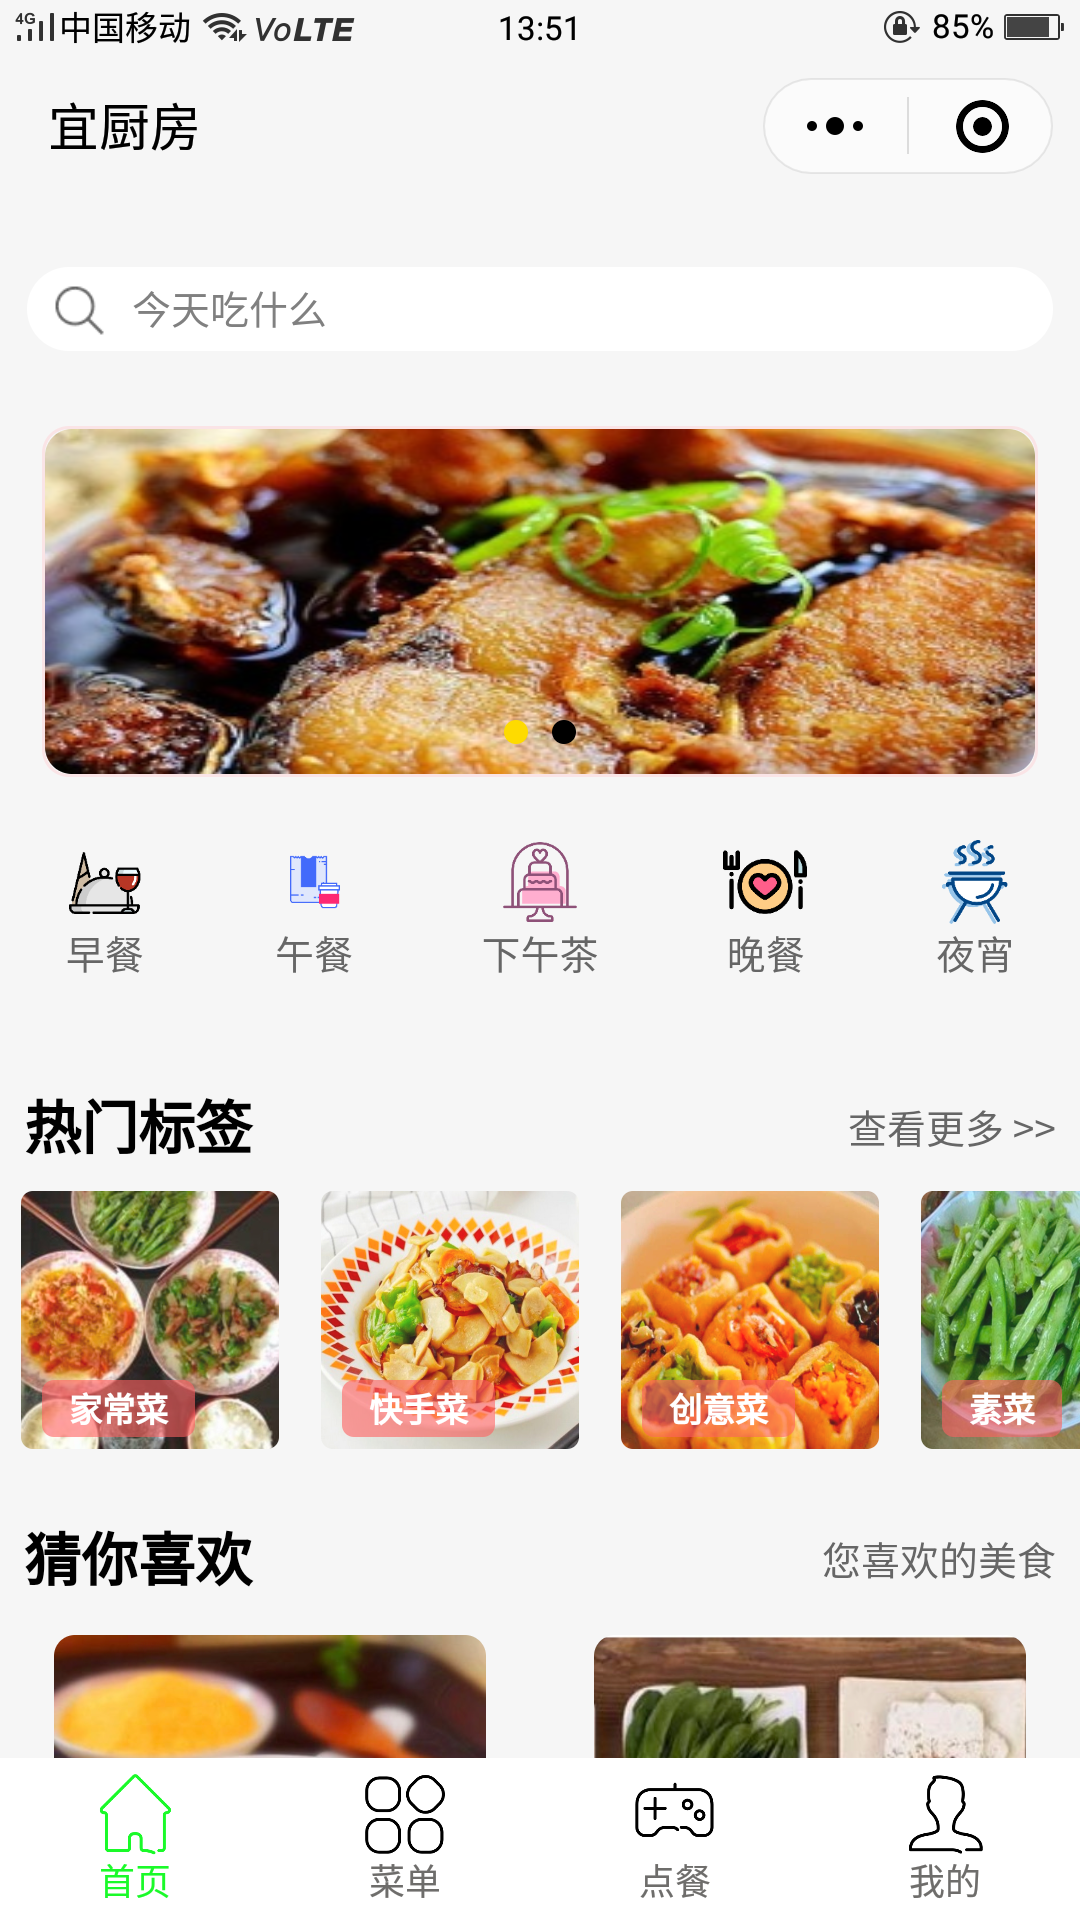 4G 中国移动 VoLTE 13:51 85%
宜厨房
今天吃什么
早餐 午餐 下午茶 晚餐 夜宵
热门标签 查看更多 >>
家常菜 快手菜 创意菜 素菜
猜你喜欢 您喜欢的美食
首页 菜单 点餐 我的